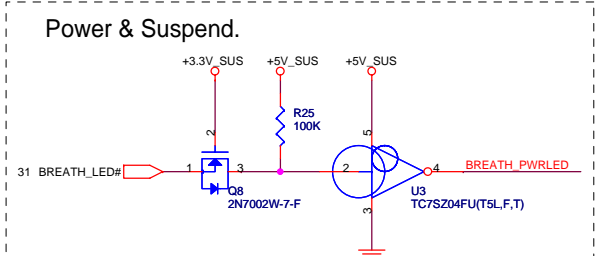 Power & Suspend.
+3.3V_SUS +5V_SUS +5V_SUS
R25
100K
2 5
31 BREATH_LED# 1 3 2 4 BREATH_PWRLED
Q8
2N7002W-7-F
3
U3
TC7SZ04FU(T5L,F,T)